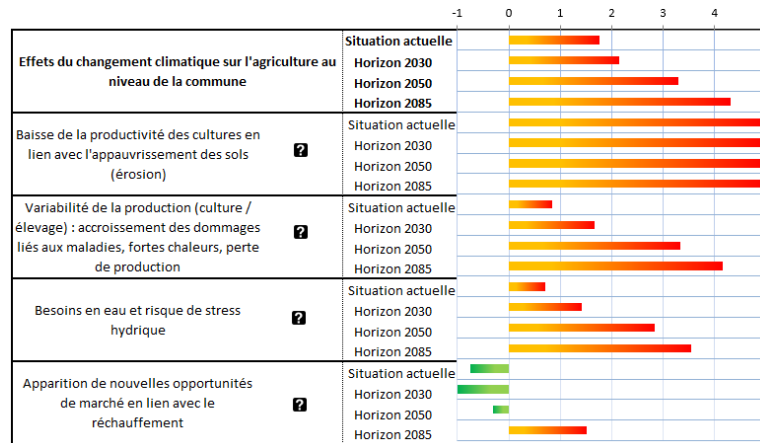 -1 0 1 2 3 4
Effets du changement climatique sur l'agriculture au
niveau de la commune
Situation actuelle
Horizon 2030
Horizon 2050
Horizon 2085
Baisse de la productivité des cultures en
lien avec l'appauvrissement des sols
(érosion)
?
Situation actuelle
Horizon 2030
Horizon 2050
Horizon 2085
Variabilité de la production (culture /
élevage) : accroissement des dommages
liés aux maladies, fortes chaleurs, perte
de production
?
Situation actuelle
Horizon 2030
Horizon 2050
Horizon 2085
Besoins en eau et risque de stress
hydrique
?
Situation actuelle
Horizon 2030
Horizon 2050
Horizon 2085
Apparition de nouvelles opportunités
de marché en lien avec le
réchauffement
?
Situation actuelle
Horizon 2030
Horizon 2050
Horizon 2085